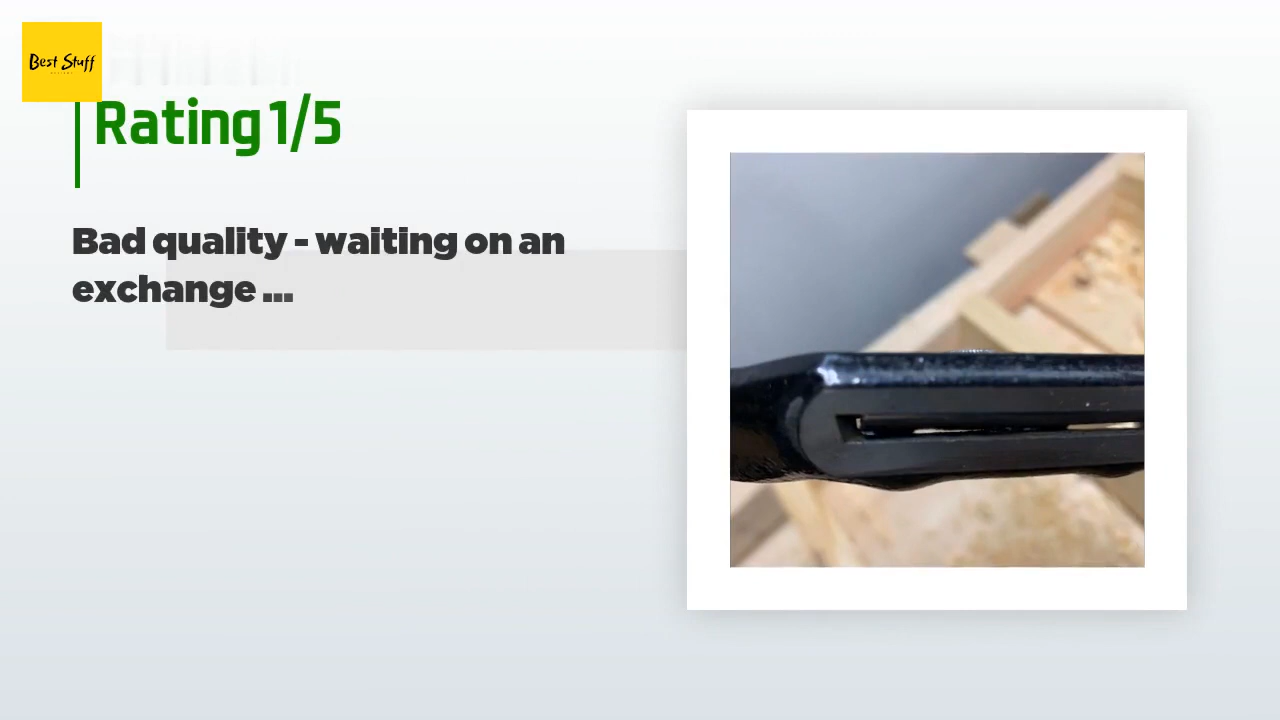 Best Stuff
Rating 1/5
Bad quality - waiting on an
exchange ...